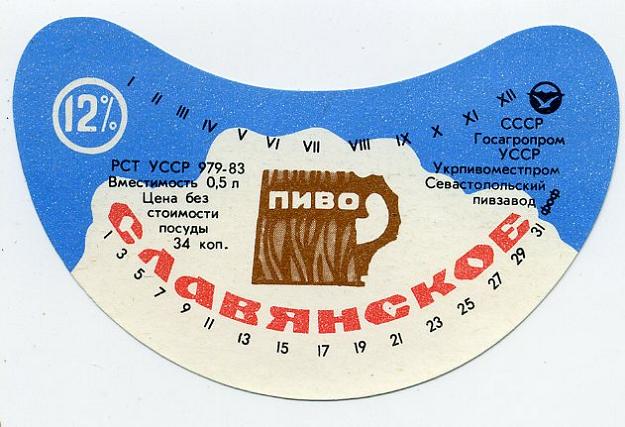 12%
I II III IV V VI VII VIII IX X XI XII
РСТ УССР 979-83
Вместимость 0,5 л
Цена без
стоимости
посуды
34 коп.
ПИВО
СССР
Госагропром
УССР
Укрпивоместпром
Севастопольский
пивзавод
фоф
СЛАВЯНСКОЕ
1 3 5 7 9 11 13 15 17 19 21 23 25 27 29 31